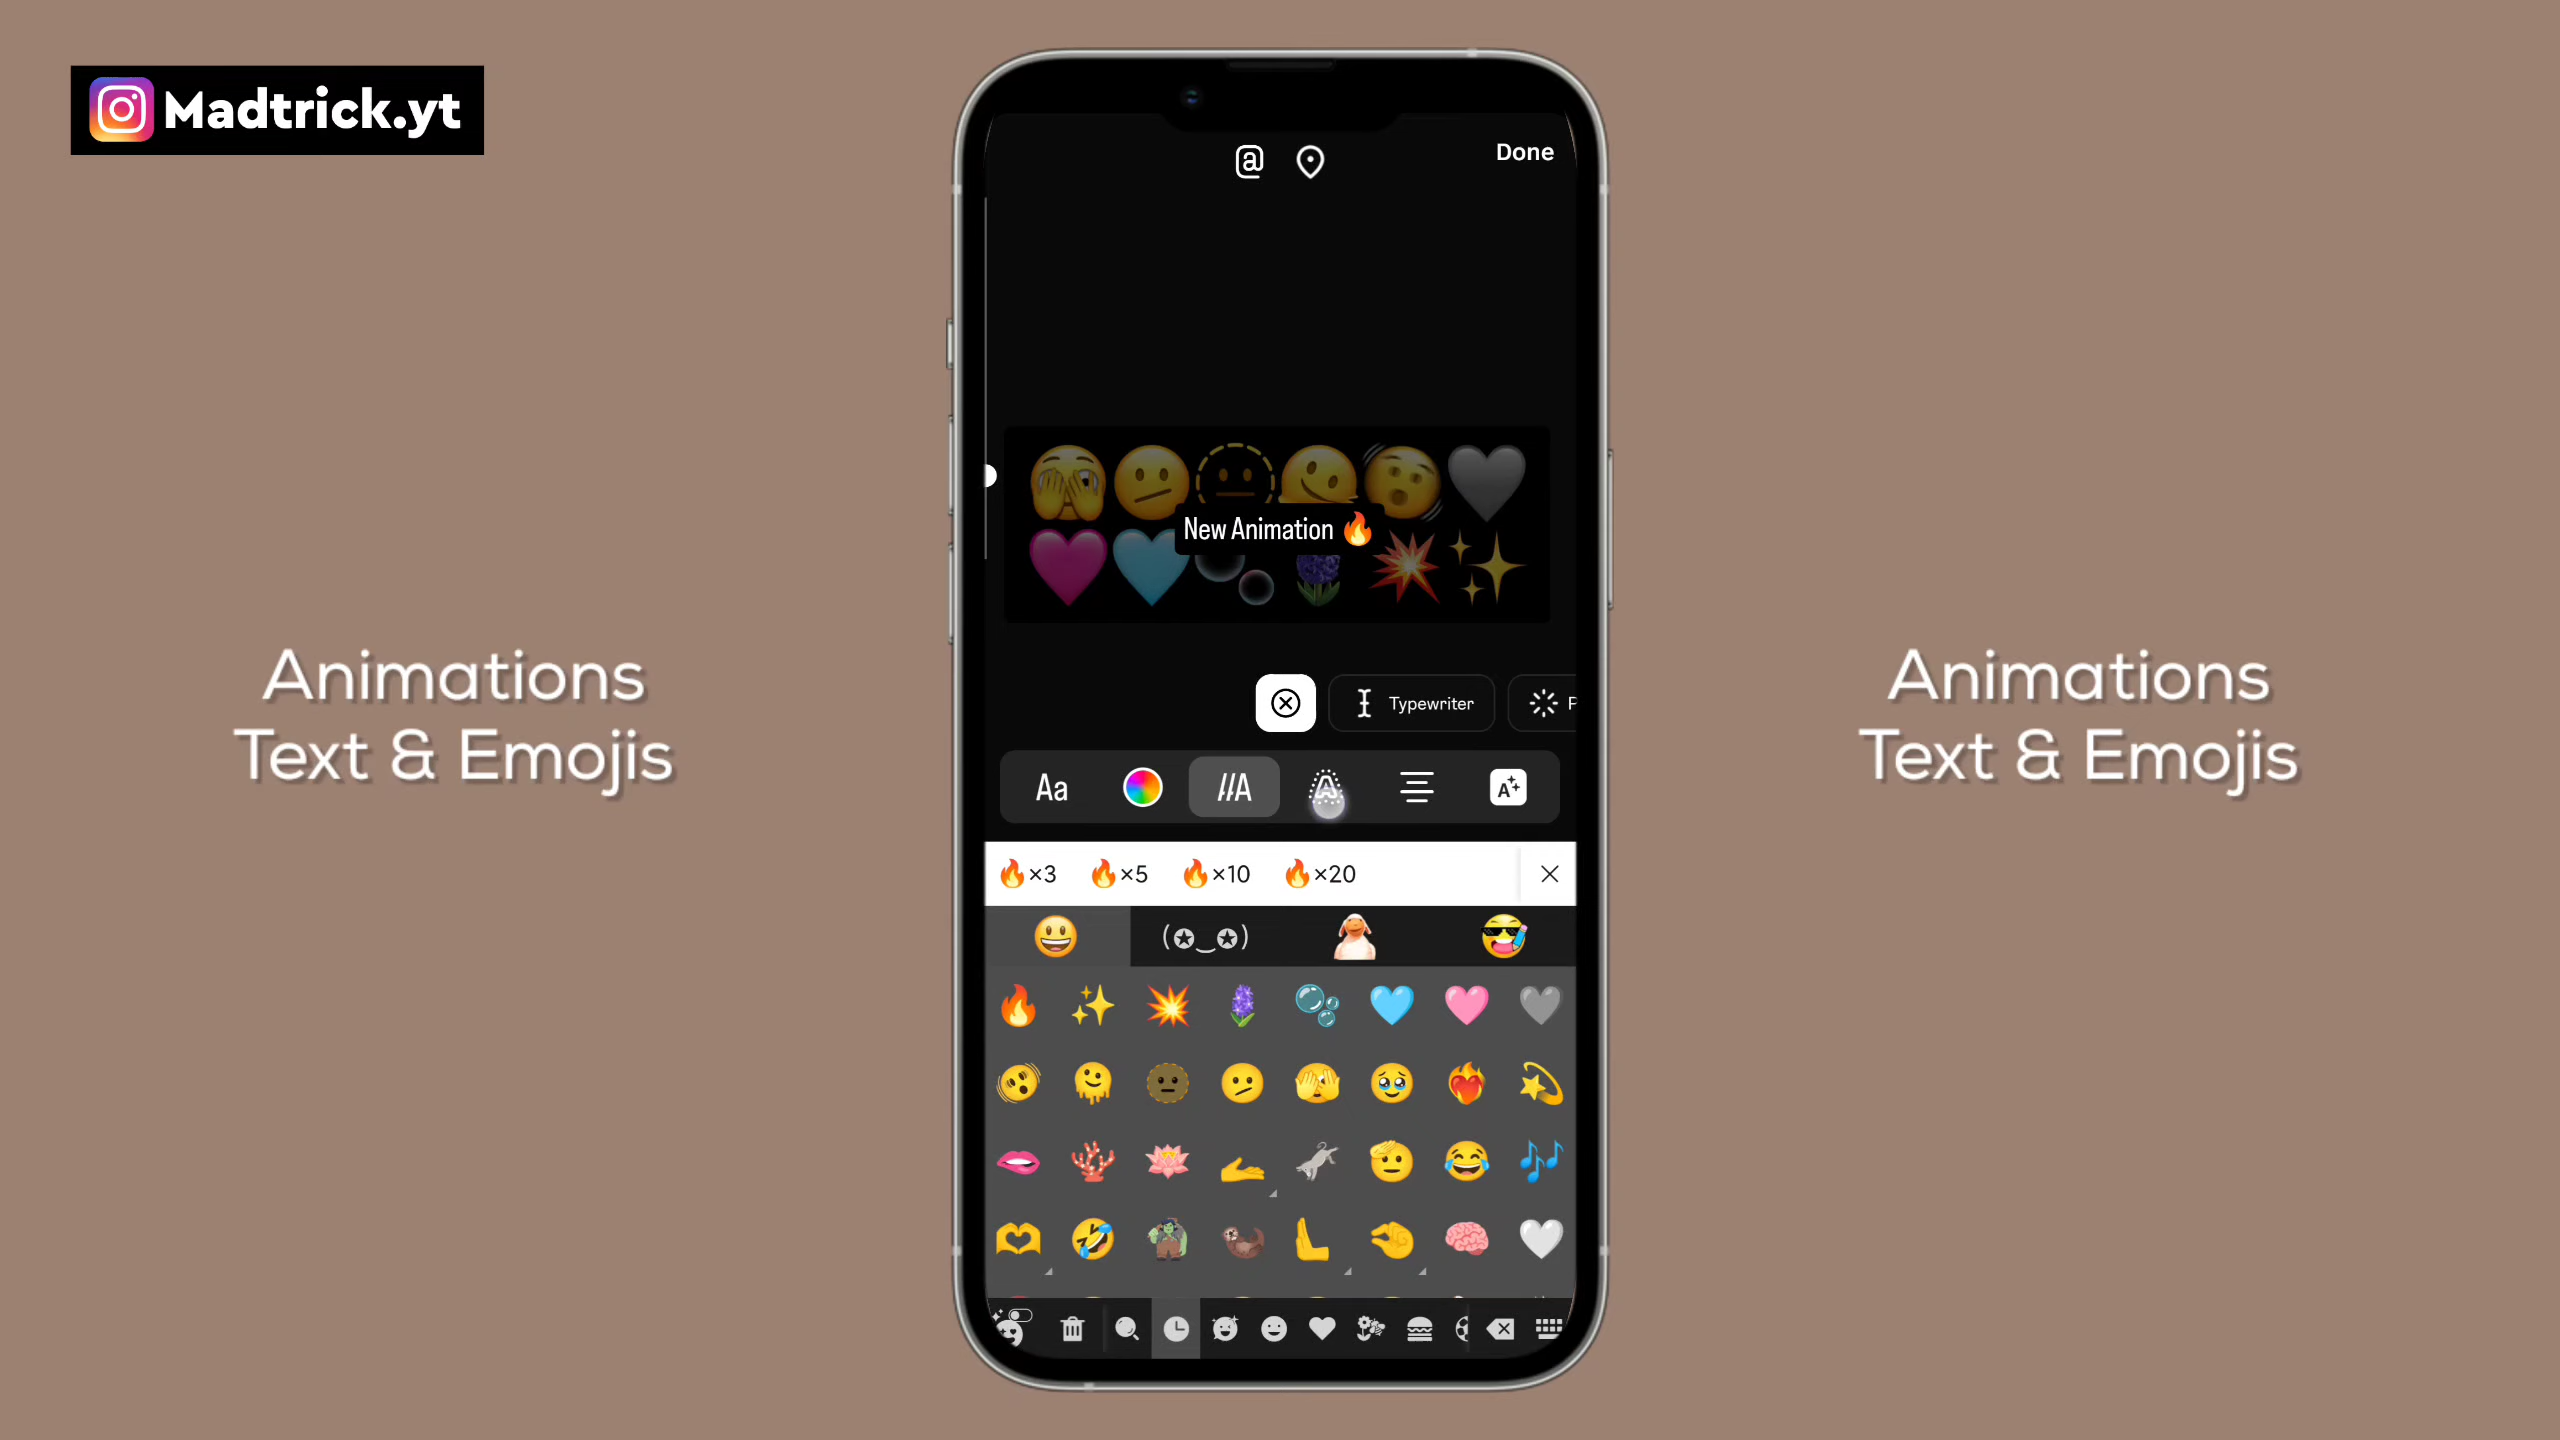 Madtrick.yt
@
Done
New Animation 🔥
Animations
Text & Emojis
Animations
Text & Emojis
Typewriter
P
Aa
//A
A
A+
🔥×3 🔥×5 🔥×10 🔥×20
(✪‿✪)